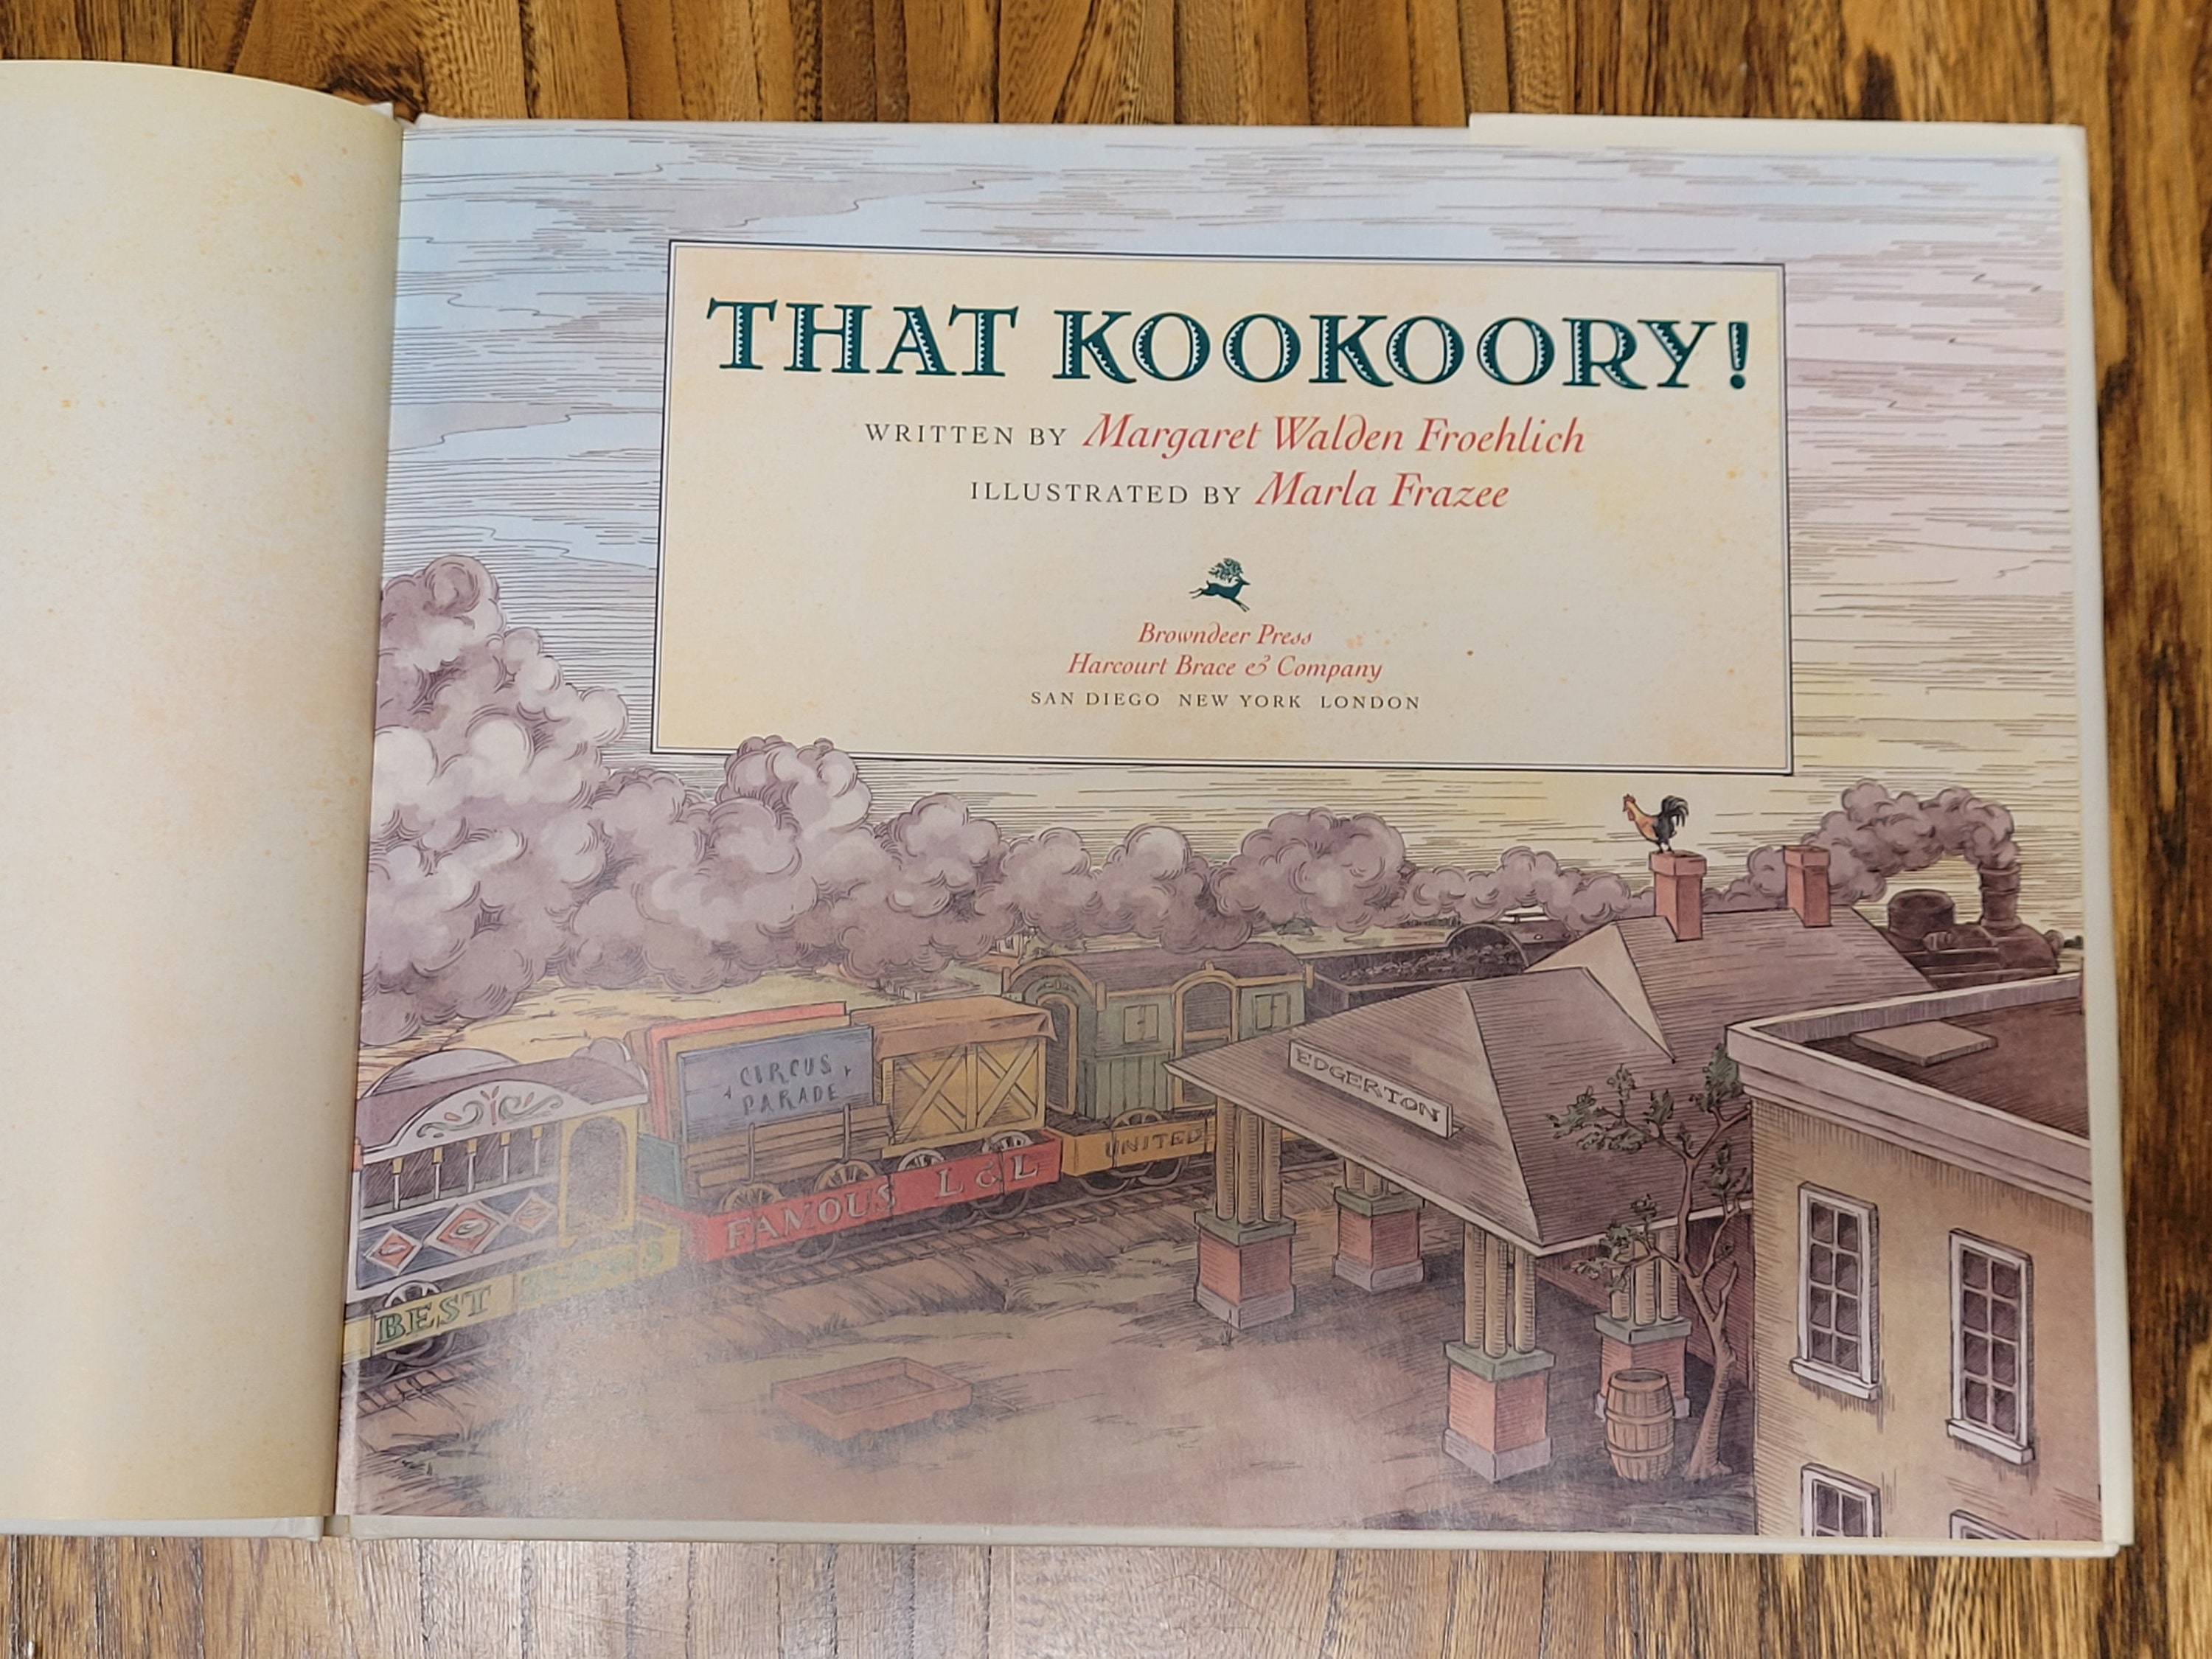 THAT KOOKOORY!
WRITTEN BY Margaret Walden Froehlich
ILLUSTRATED BY Marla Frazee
Browndeer Press
Harcourt Brace & Company
SAN DIEGO NEW YORK LONDON
CIRCUS
PARADE
EDGERTON
UNITED
FAMOUS L & L
BEST